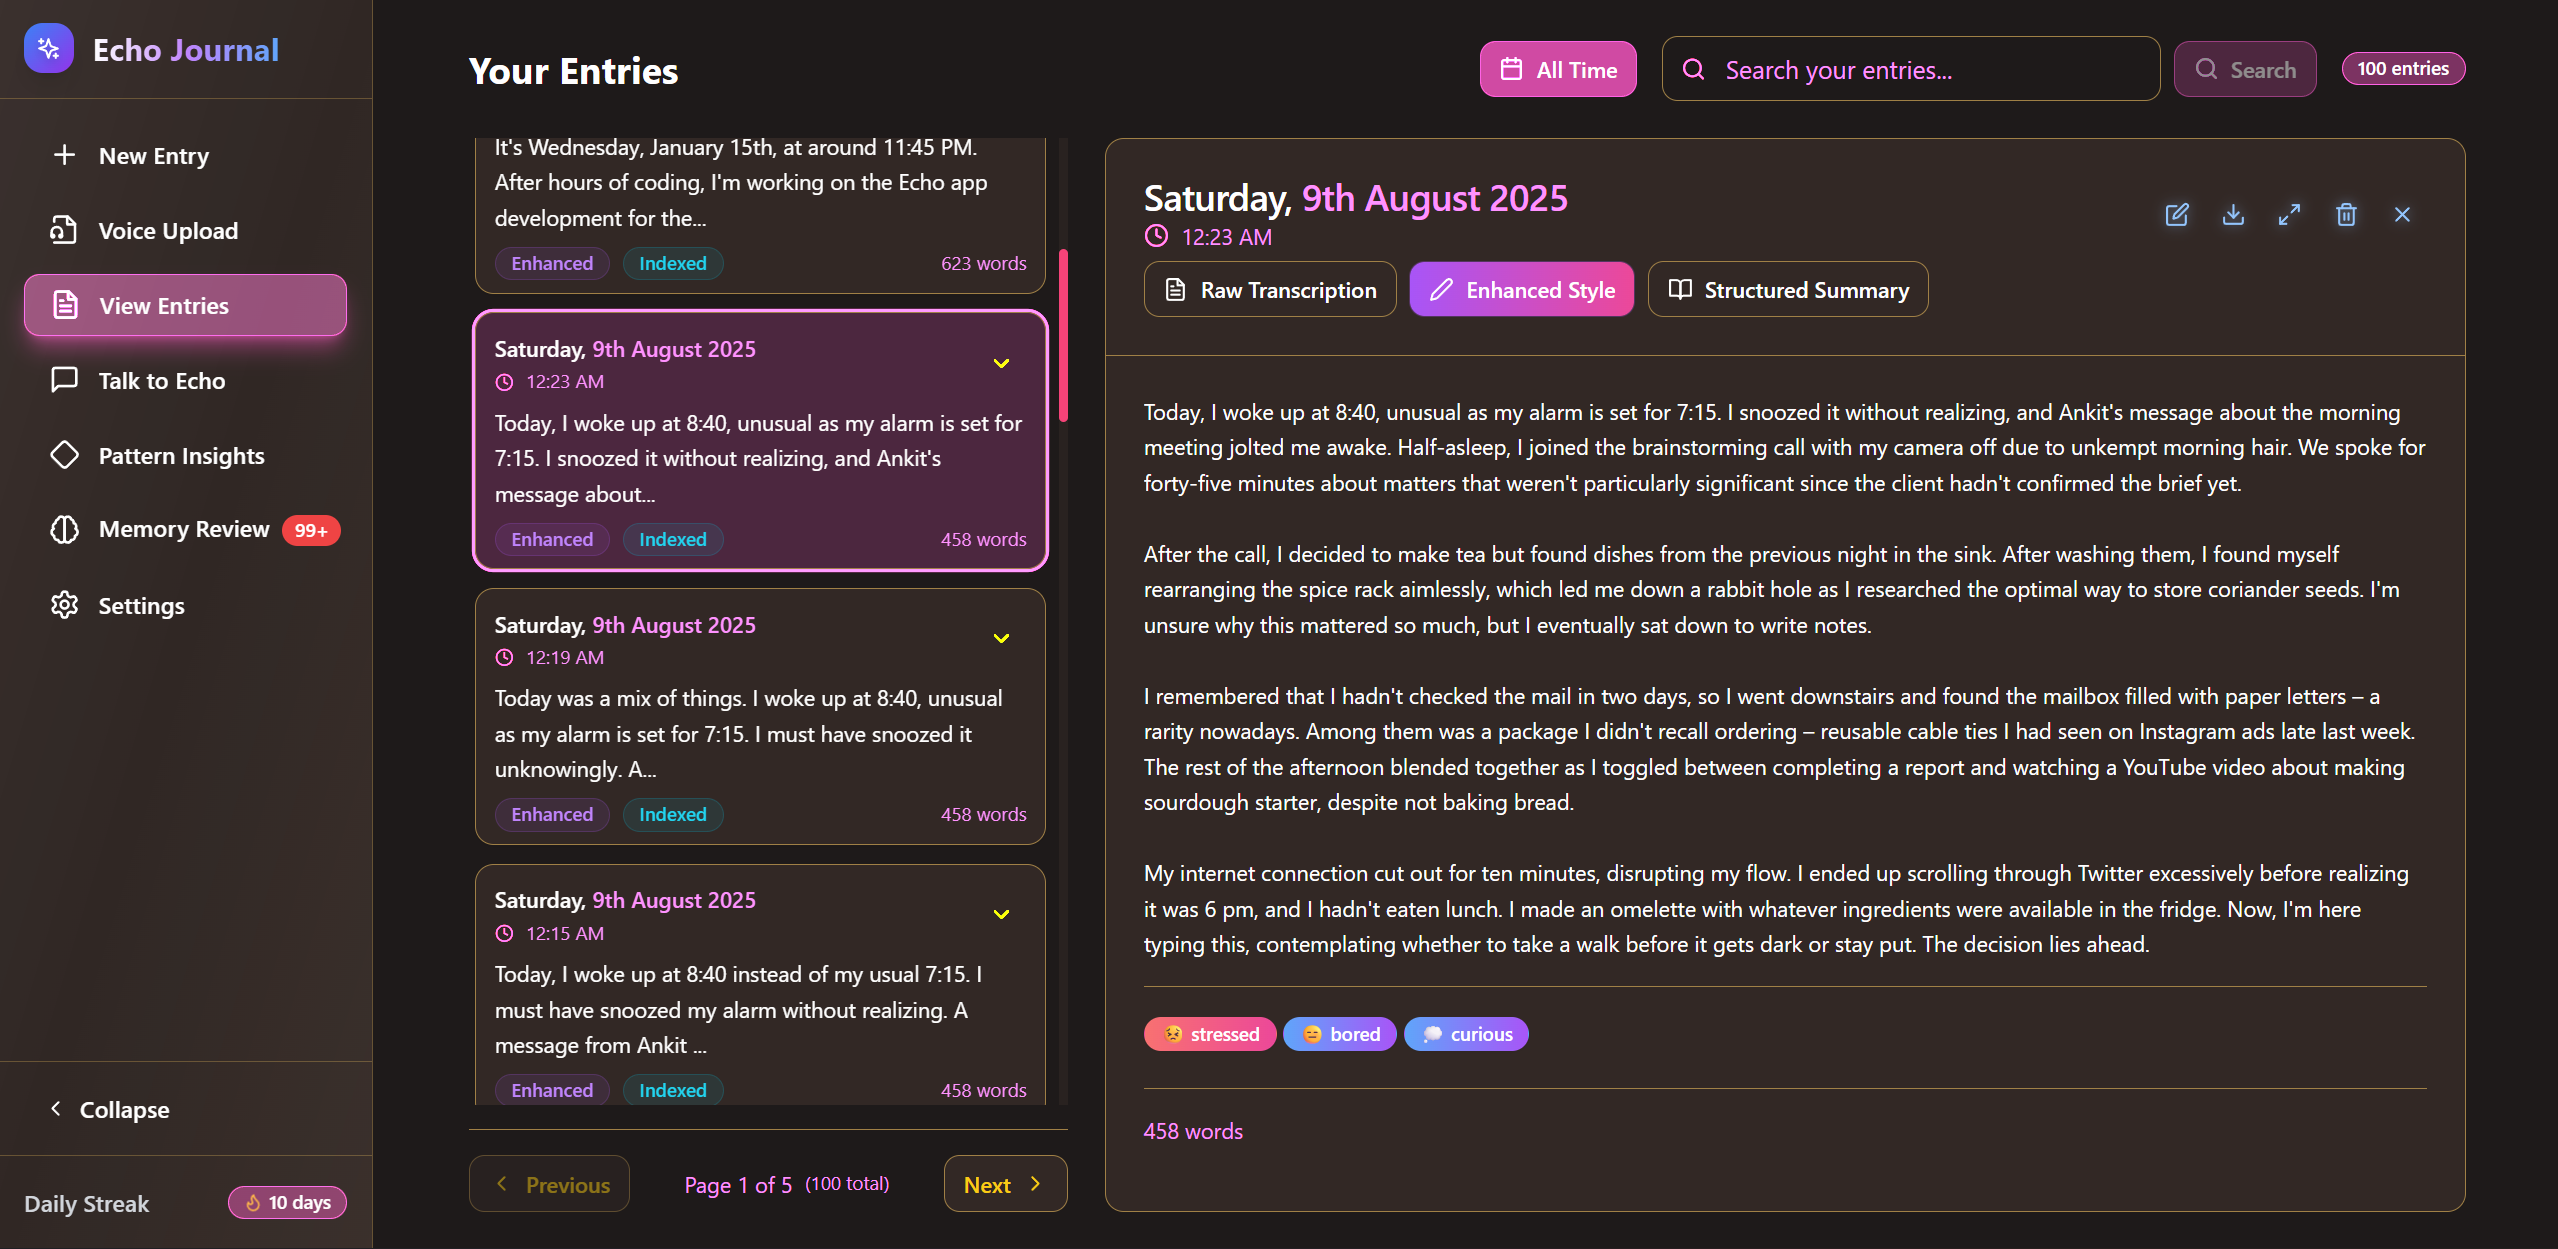 Echo Journal
New Entry
Voice Upload
View Entries
Talk to Echo
Pattern Insights
Memory Review 99+
Settings
Collapse
Daily Streak 10 days
Your Entries
All Time
Search your entries...
Search
100 entries
It's Wednesday, January 15th, at around 11:45 PM.
After hours of coding, I'm working on the Echo app
development for the...
Enhanced Indexed 623 words
Saturday, 9th August 2025
12:23 AM
Today, I woke up at 8:40, unusual as my alarm is set for
7:15. I snoozed it without realizing, and Ankit's
message about...
Enhanced Indexed 458 words
Saturday, 9th August 2025
12:19 AM
Today was a mix of things. I woke up at 8:40, unusual
as my alarm is set for 7:15. I must have snoozed it
unknowingly. A...
Enhanced Indexed 458 words
Saturday, 9th August 2025
12:15 AM
Today, I woke up at 8:40 instead of my usual 7:15. I
must have snoozed my alarm without realizing. A
message from Ankit ...
Enhanced Indexed 458 words
Previous Page 1 of 5 (100 total) Next
Saturday, 9th August 2025
12:23 AM
Raw Transcription Enhanced Style Structured Summary
Today, I woke up at 8:40, unusual as my alarm is set for 7:15. I snoozed it without realizing, and Ankit's message about the morning
meeting jolted me awake. Half-asleep, I joined the brainstorming call with my camera off due to unkempt morning hair. We spoke for
forty-five minutes about matters that weren't particularly significant since the client hadn't confirmed the brief yet.
After the call, I decided to make tea but found dishes from the previous night in the sink. After washing them, I found myself
rearranging the spice rack aimlessly, which led me down a rabbit hole as I researched the optimal way to store coriander seeds. I'm
unsure why this mattered so much, but I eventually sat down to write notes.
I remembered that I hadn't checked the mail in two days, so I went downstairs and found the mailbox filled with paper letters – a
rarity nowadays. Among them was a package I didn't recall ordering – reusable cable ties I had seen on Instagram ads late last week.
The rest of the afternoon blended together as I toggled between completing a report and watching a YouTube video about making
sourdough starter, despite not baking bread.
My internet connection cut out for ten minutes, disrupting my flow. I ended up scrolling through Twitter excessively before realizing
it was 6 pm, and I hadn't eaten lunch. I made an omelette with whatever ingredients were available in the fridge. Now, I'm here
typing this, contemplating whether to take a walk before it gets dark or stay put. The decision lies ahead.
stressed bored curious
458 words